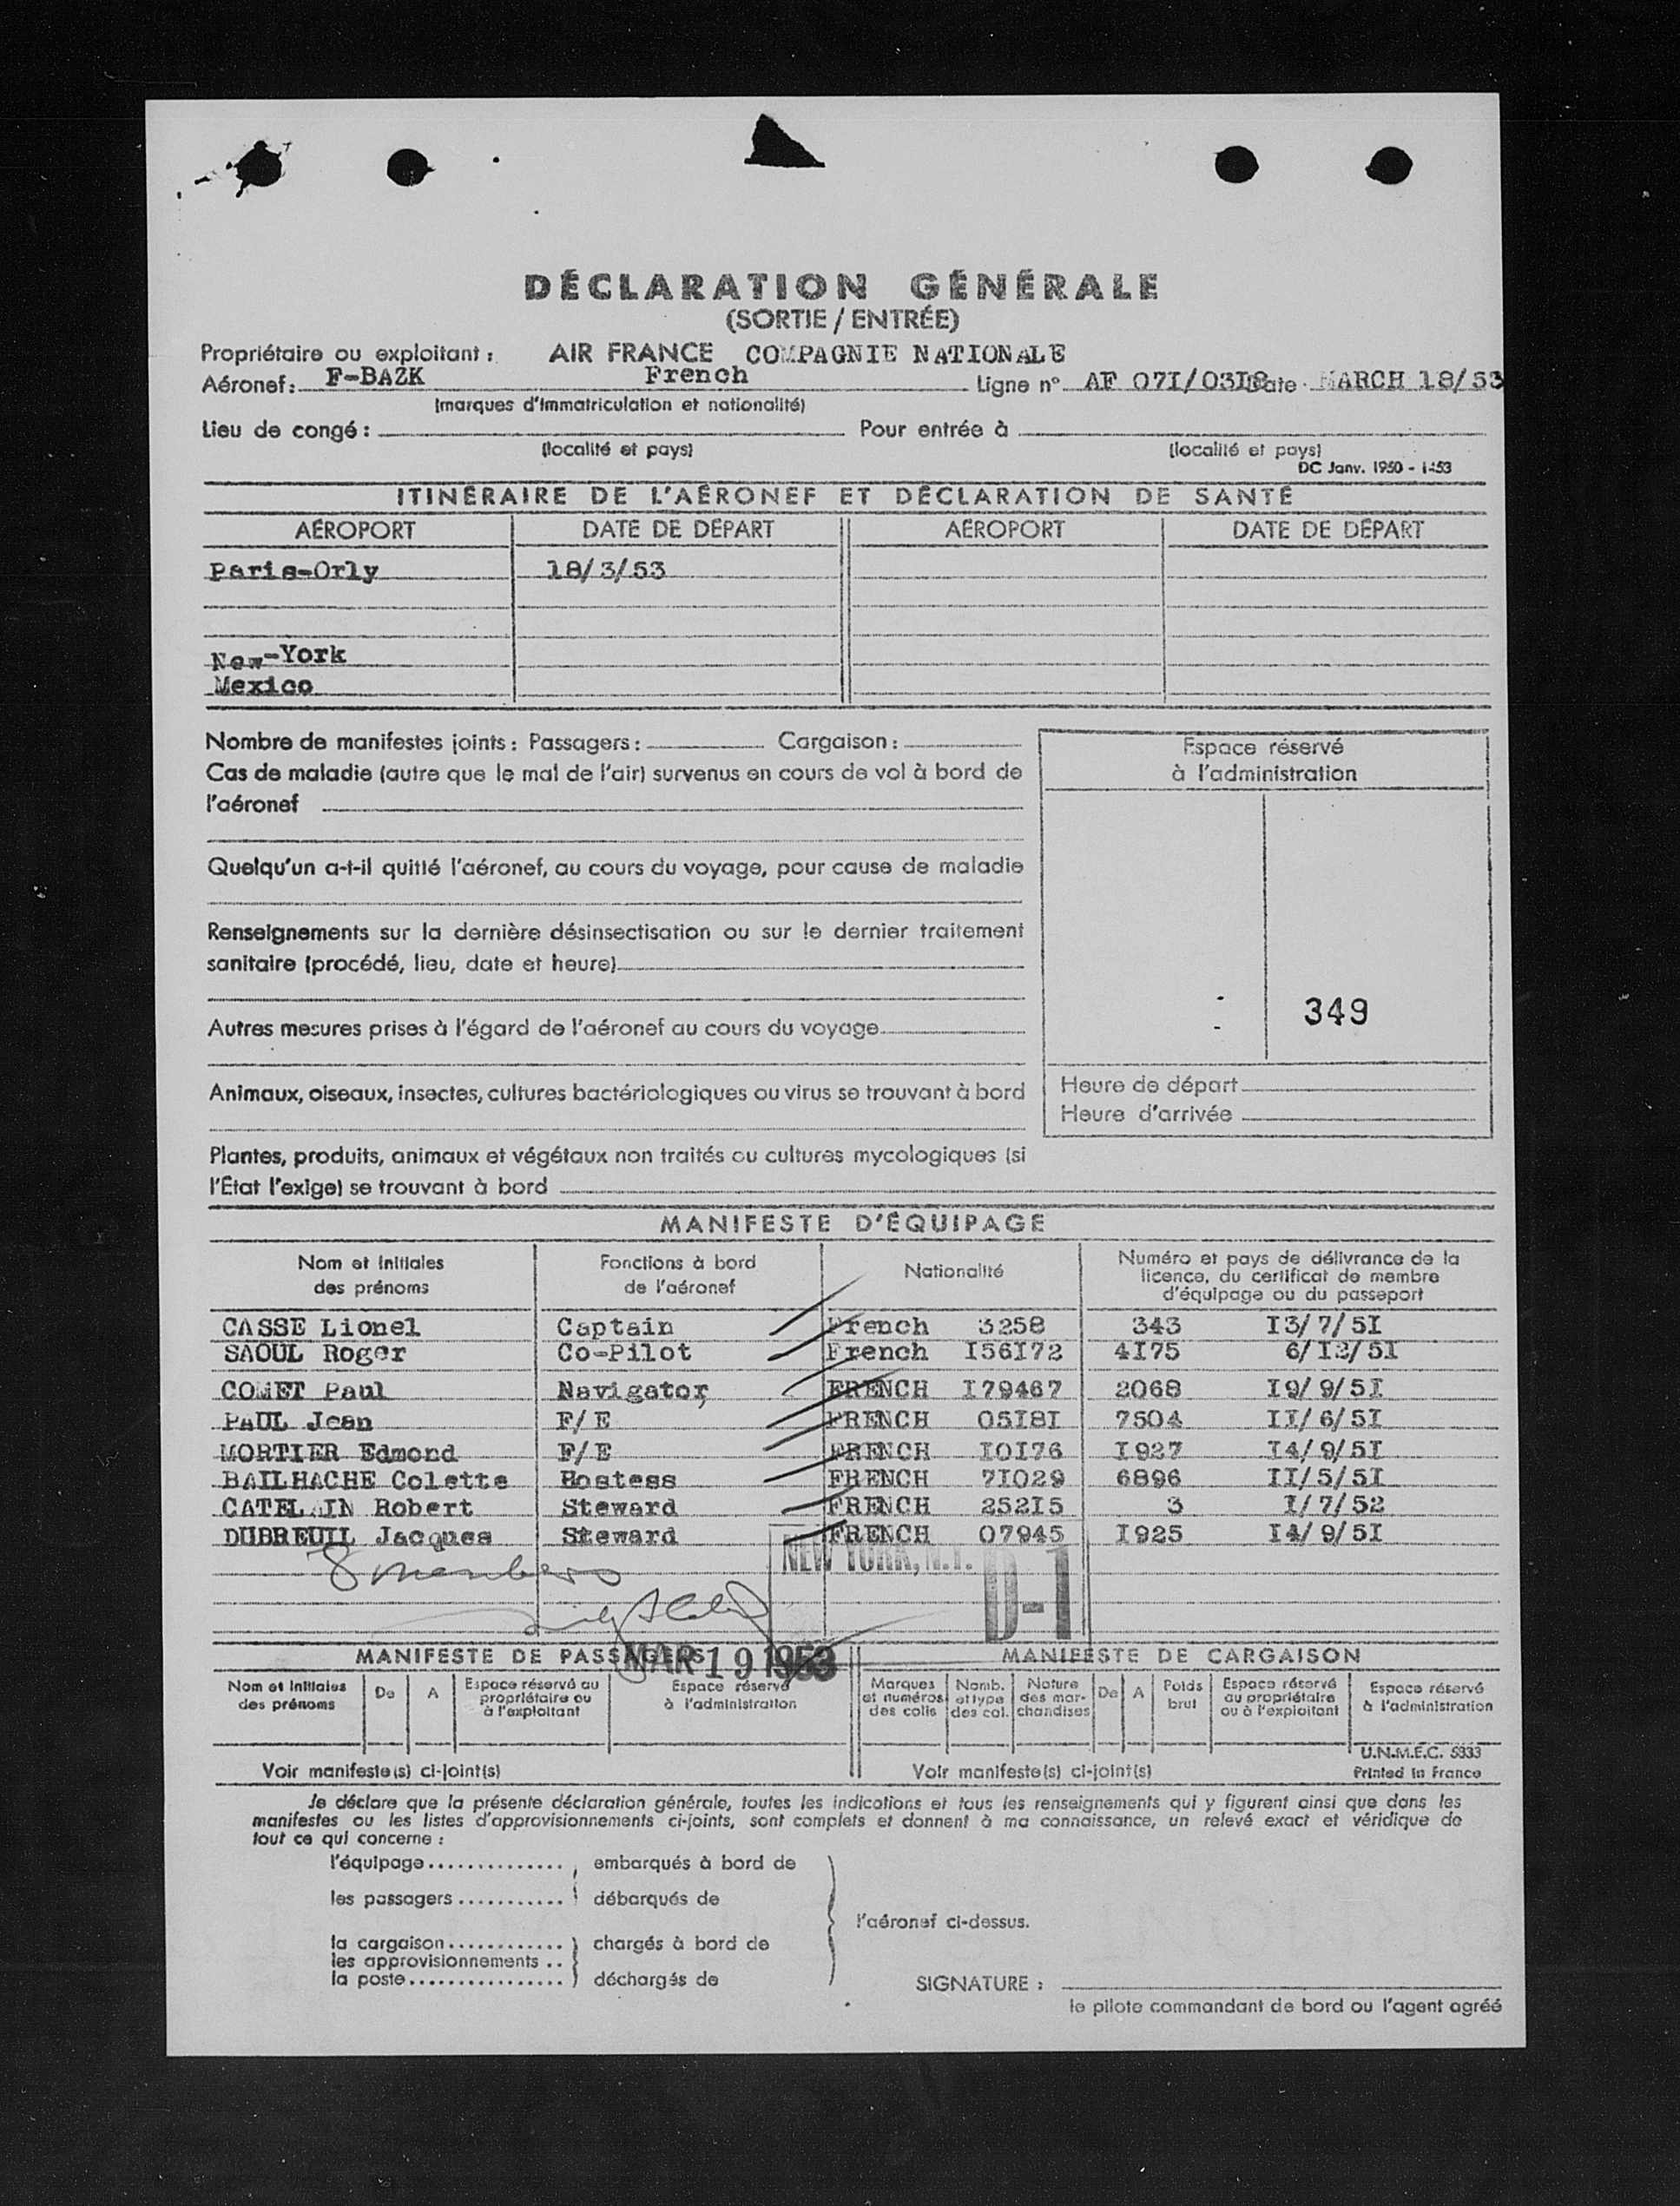 DÉCLARATION GÉNÉRALE
(SORTIE / ENTRÉE)
Propriétaire ou exploitant : AIR FRANCE COMPAGNIE NATIONALE
Aéronef : F-BAZK French Ligne n° AF 07I/03I8 Date MARCH 18/53
(marques d'immatriculation et nationalité)
Lieu de congé : Pour entrée à
(localité et pays) (localité et pays)
DC Janv. 1950 - 1453
ITINÉRAIRE DE L'AÉRONEF ET DÉCLARATION DE SANTÉ
AÉROPORT DATE DE DÉPART AÉROPORT DATE DE DÉPART
Paris-Orly 18/3/53
New-York
Mexico
Nombre de manifestes joints : Passagers : Cargaison :
Espace réservé
à l'administration
Cas de maladie (autre que le mal de l'air) survenus en cours de vol à bord de
l'aéronef
Quelqu'un a-t-il quitté l'aéronef, au cours du voyage, pour cause de maladie
Renseignements sur la dernière désinsectisation ou sur le dernier traitement
sanitaire (procédé, lieu, date et heure)
349
Autres mesures prises à l'égard de l'aéronef au cours du voyage
Animaux, oiseaux, insectes, cultures bactériologiques ou virus se trouvant à bord
Heure de départ
Heure d'arrivée
Plantes, produits, animaux et végétaux non traités ou cultures mycologiques (si
l'État l'exige) se trouvant à bord
MANIFESTE D'ÉQUIPAGE
Nom et Initiales des prénoms
Fonctions à bord de l'aéronef
Nationalité
Numéro et pays de délivrance de la licence, du certificat de membre d'équipage ou du passeport
CASSE Lionel Captain French 3258 343 I3/7/5I
SAOUL Roger Co-Pilot French I56I72 4I75 6/I2/5I
COMET Paul Navigator, FRENCH I79467 2068 I9/9/5I
PAUL Jean F/E FRENCH 05I8I 7504 II/6/5I
MORTIER Edmond F/E FRENCH I0I76 I927 I4/9/5I
BAILHACHE Colette Hostess FRENCH 7I029 6896 II/5/5I
CATELAIN Robert Steward FRENCH 252I5 3 I/7/52
DUBREUIL Jacques Steward FRENCH 07945 I925 I4/9/5I
8 members
NEW YORK, N.Y. D-1
MAR 19 1953
MANIFESTE DE PASSAGERS MANIFESTE DE CARGAISON
Nom et Initiales des prénoms
De
A
Espace réservé au propriétaire ou à l'exploitant
Espace réservé à l'administration
Marques et numéros des colis
Nomb. et type des col.
Nature des mar- chandises
De
A
Poids brut
Espace réservé au propriétaire ou à l'exploitant
Espace réservé à l'administration
U.N.M.E.C. 5333
Voir manifeste(s) ci-joint(s) Voir manifeste(s) ci-joint(s) Printed in France
Je déclare que la présente déclaration générale, toutes les indications et tous les renseignements qui y figurent ainsi que dans les
manifestes ou les listes d'approvisionnements ci-joints, sont complets et donnent à ma connaissance, un relevé exact et véridique de
tout ce qui concerne :
l'équipage.............. embarqués à bord de
les passagers........... débarqués de
l'aéronef ci-dessus.
la cargaison............ chargés à bord de
les approvisionnements ..
la poste................ déchargés de
SIGNATURE :
le pilote commandant de bord ou l'agent agréé